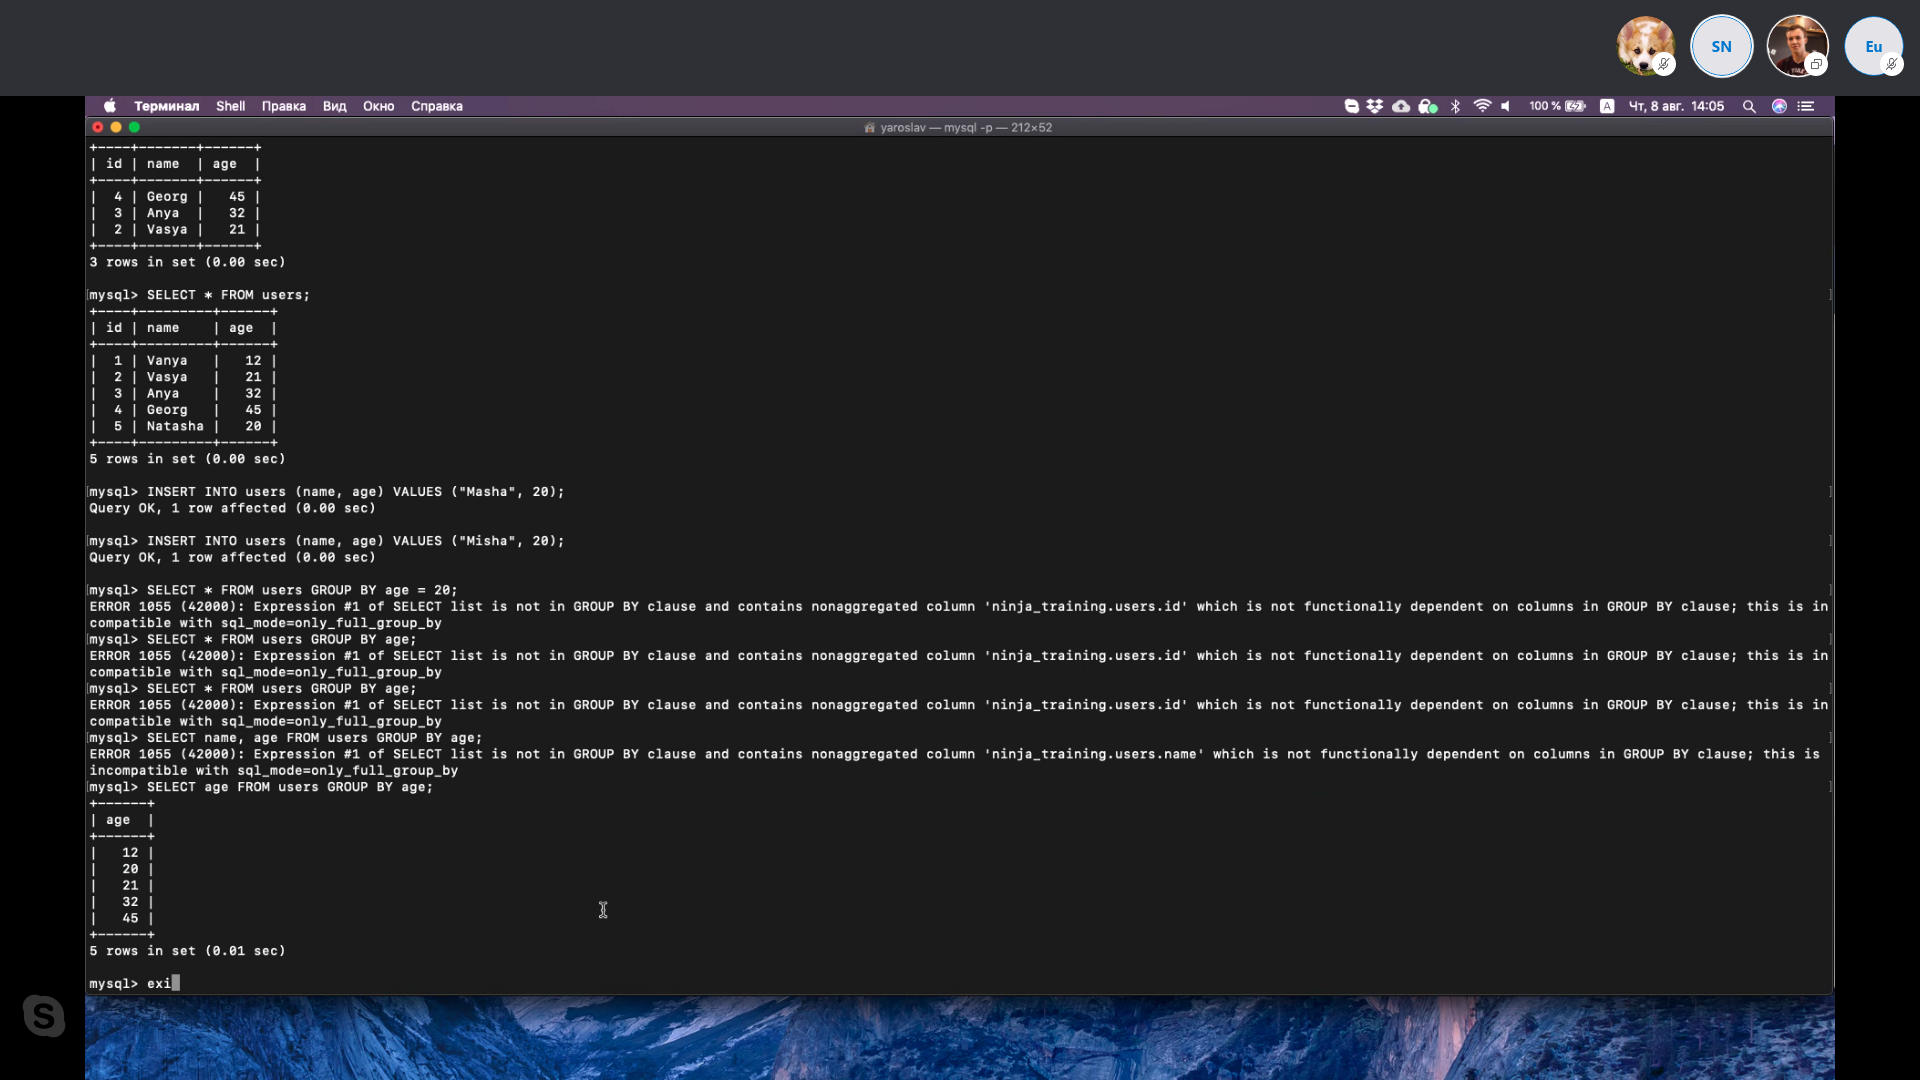 SN
Eu
Терминал Shell Правка Вид Окно Справка 100 % A Чт, 8 авг. 14:05
yaroslav — mysql -p — 212×52
+----+-------+------+
| id | name  | age  |
+----+-------+------+
|  4 | Georg |   45 |
|  3 | Anya  |   32 |
|  2 | Vasya |   21 |
+----+-------+------+
3 rows in set (0.00 sec)
[mysql> SELECT * FROM users; ]
+----+---------+------+
| id | name    | age  |
+----+---------+------+
|  1 | Vanya   |   12 |
|  2 | Vasya   |   21 |
|  3 | Anya    |   32 |
|  4 | Georg   |   45 |
|  5 | Natasha |   20 |
+----+---------+------+
5 rows in set (0.00 sec)
[mysql> INSERT INTO users (name, age) VALUES ("Masha", 20); ]
Query OK, 1 row affected (0.00 sec)
[mysql> INSERT INTO users (name, age) VALUES ("Misha", 20); ]
Query OK, 1 row affected (0.00 sec)
[mysql> SELECT * FROM users GROUP BY age = 20; ]
ERROR 1055 (42000): Expression #1 of SELECT list is not in GROUP BY clause and contains nonaggregated column 'ninja_training.users.id' which is not functionally dependent on columns in GROUP BY clause; this is in
compatible with sql_mode=only_full_group_by
[mysql> SELECT * FROM users GROUP BY age; ]
ERROR 1055 (42000): Expression #1 of SELECT list is not in GROUP BY clause and contains nonaggregated column 'ninja_training.users.id' which is not functionally dependent on columns in GROUP BY clause; this is in
compatible with sql_mode=only_full_group_by
[mysql> SELECT * FROM users GROUP BY age; ]
ERROR 1055 (42000): Expression #1 of SELECT list is not in GROUP BY clause and contains nonaggregated column 'ninja_training.users.id' which is not functionally dependent on columns in GROUP BY clause; this is in
compatible with sql_mode=only_full_group_by
[mysql> SELECT name, age FROM users GROUP BY age; ]
ERROR 1055 (42000): Expression #1 of SELECT list is not in GROUP BY clause and contains nonaggregated column 'ninja_training.users.name' which is not functionally dependent on columns in GROUP BY clause; this is
incompatible with sql_mode=only_full_group_by
[mysql> SELECT age FROM users GROUP BY age; ]
+------+
| age  |
+------+
|   12 |
|   20 |
|   21 |
|   32 |
|   45 |
+------+
5 rows in set (0.01 sec)
mysql> exi
S